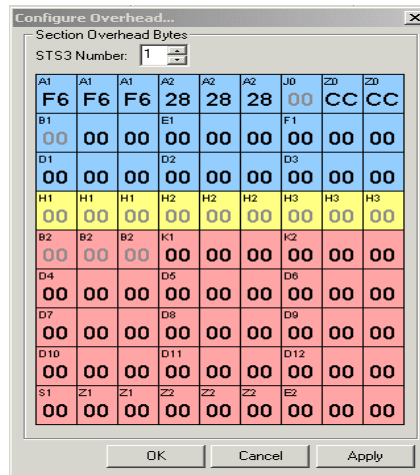 Configure Overhead...
Section Overhead Bytes
STS3 Number: 1
A1 A1 A1 A2 A2 A2 J0 Z0 Z0
F6 F6 F6 28 28 28 00 CC CC
B1 E1 F1
00 00 00 00 00 00 00 00 00
D1 D2 D3
00 00 00 00 00 00 00 00 00
H1 H1 H1 H2 H2 H2 H3 H3 H3
00 00 00 00 00 00 00 00 00
B2 B2 B2 K1 K2
00 00 00 00 00 00 00 00 00
D4 D5 D6
00 00 00 00 00 00 00 00 00
D7 D8 D9
00 00 00 00 00 00 00 00 00
D10 D11 D12
00 00 00 00 00 00 00 00 00
S1 Z1 Z1 Z2 Z2 Z2 E2
00 00 00 00 00 00 00 00 00
OK Cancel Apply